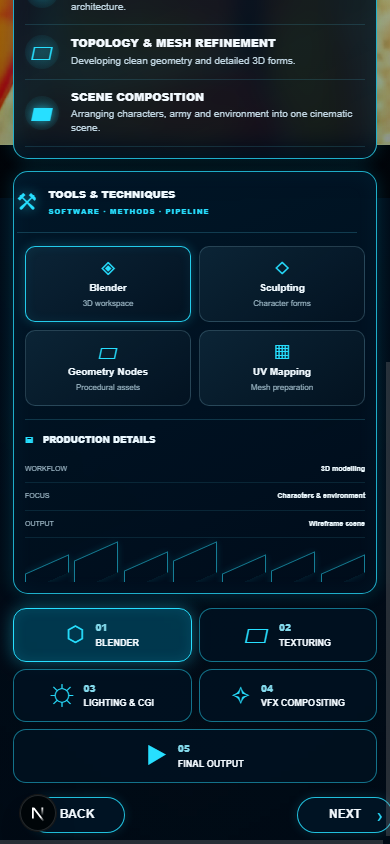 architecture.
TOPOLOGY & MESH REFINEMENT
Developing clean geometry and detailed 3D forms.
SCENE COMPOSITION
Arranging characters, army and environment into one cinematic
scene.
TOOLS & TECHNIQUES
SOFTWARE • METHODS • PIPELINE
Blender
3D workspace
Sculpting
Character forms
Geometry Nodes
Procedural assets
UV Mapping
Mesh preparation
PRODUCTION DETAILS
WORKFLOW
3D modelling
FOCUS
Characters & environment
OUTPUT
Wireframe scene
01
BLENDER
02
TEXTURING
03
LIGHTING & CGI
04
VFX COMPOSITING
05
FINAL OUTPUT
N
BACK
NEXT ›